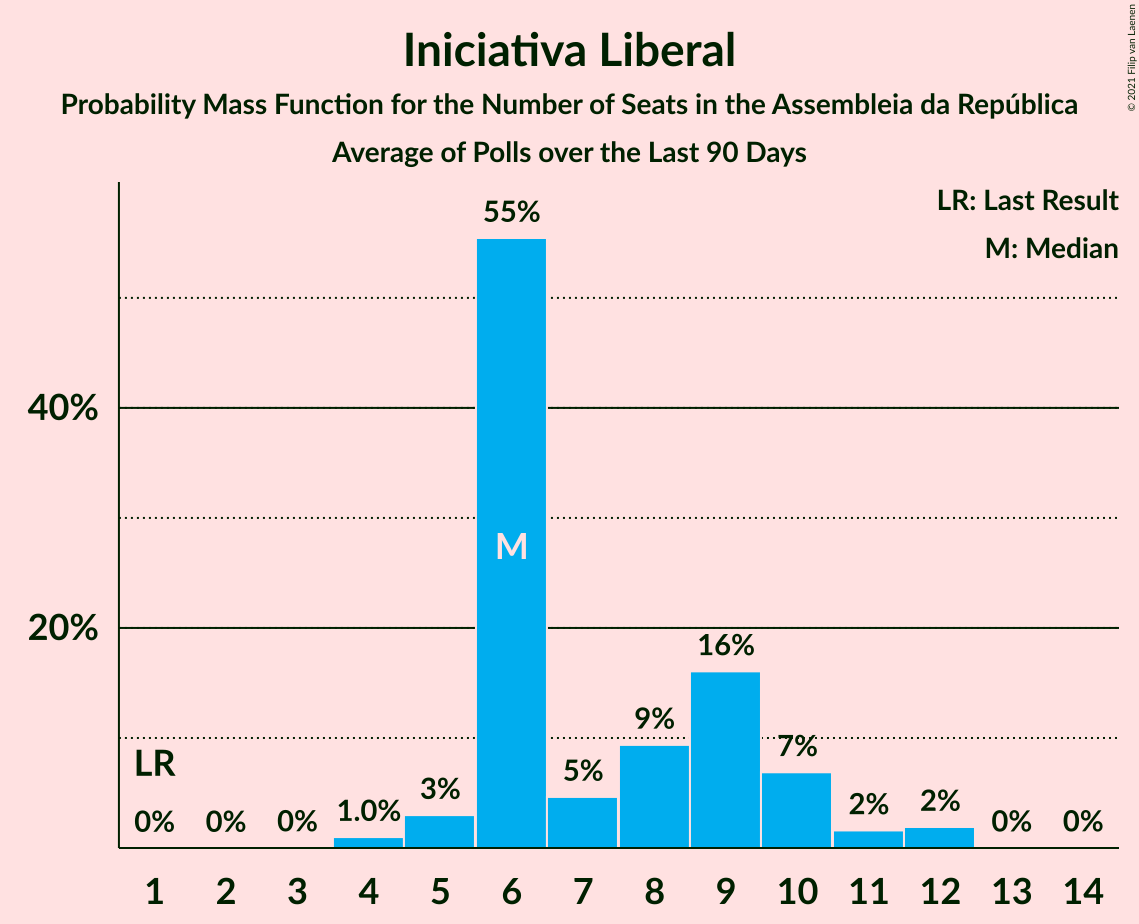 Iniciativa Liberal
Probability Mass Function for the Number of Seats in the Assembleia da República
Average of Polls over the Last 90 Days
© 2021 Filip van Laenen
LR: Last Result
M: Median
55%
40%
M
20%
16%
9%
7%
LR
5%
3%
2%
2%
1.0%
0%
0%
0%
0%
0%
1 2 3 4 5 6 7 8 9 10 11 12 13 14